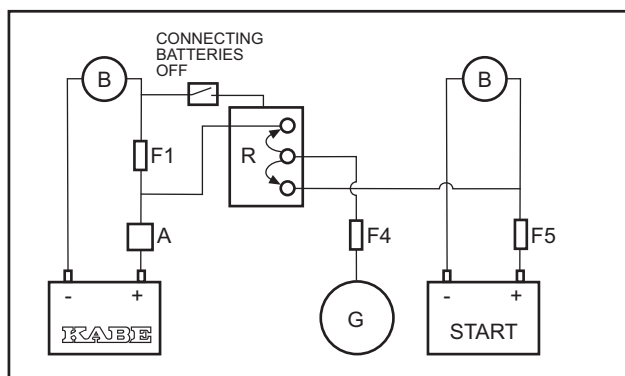 CONNECTING
BATTERIES
OFF
B
B
F1
R
A
F4
F5
- +
KABE
G
- +
START